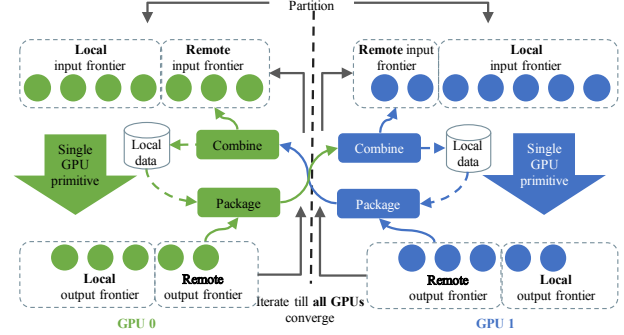 Partition
Local
input frontier
Remote
input frontier
Remote input
frontier
Local
input frontier
Single
GPU
primitive
Local
data
Combine
Package
Combine
Package
Local
data
Single
GPU
primitive
Local
output frontier
Remote
output frontier
Remote
output frontier
Local
output frontier
Iterate till all GPUs
converge
GPU 0
GPU 1